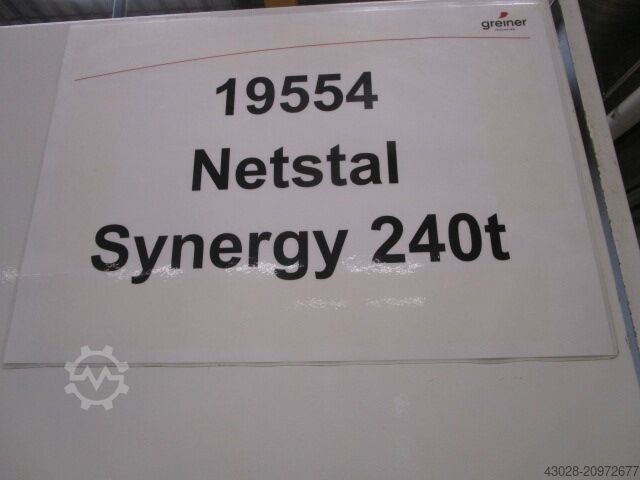 greiner
19554
Netstal
Synergy 240t
43028-20972677